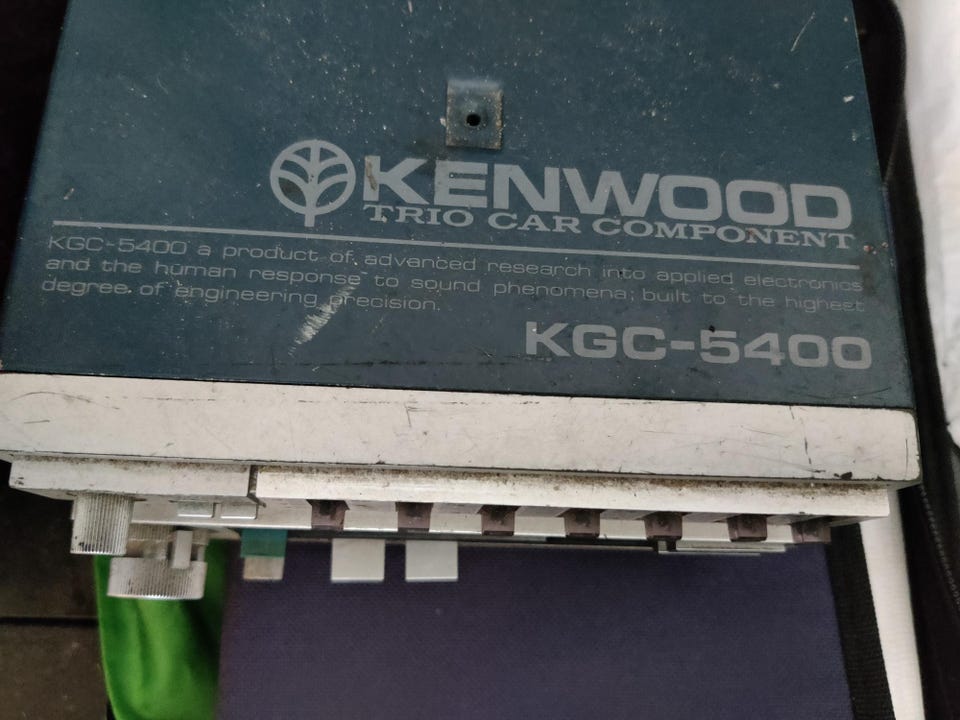 KENWOOD
TRIO CAR COMPONENT
KGC-5400 a product of advanced research into applied electronics
and the human response to sound phenomena; built to the highest
degree of engineering precision.
KGC-5400